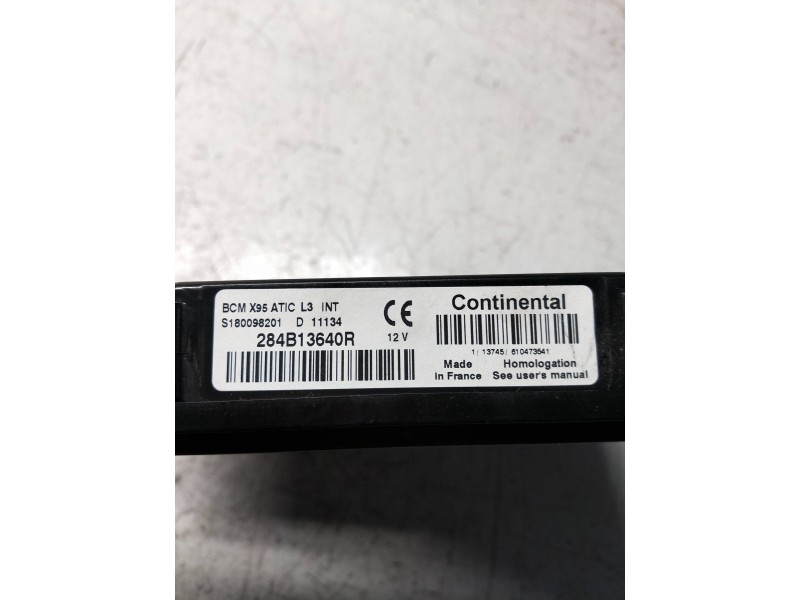 BCM X95 ATIC L3 INT
S180098201 D 11134
284B13640R
CE
12 V
Continental
1/ 13745/ 610473541
Made in France
Homologation See user's manual